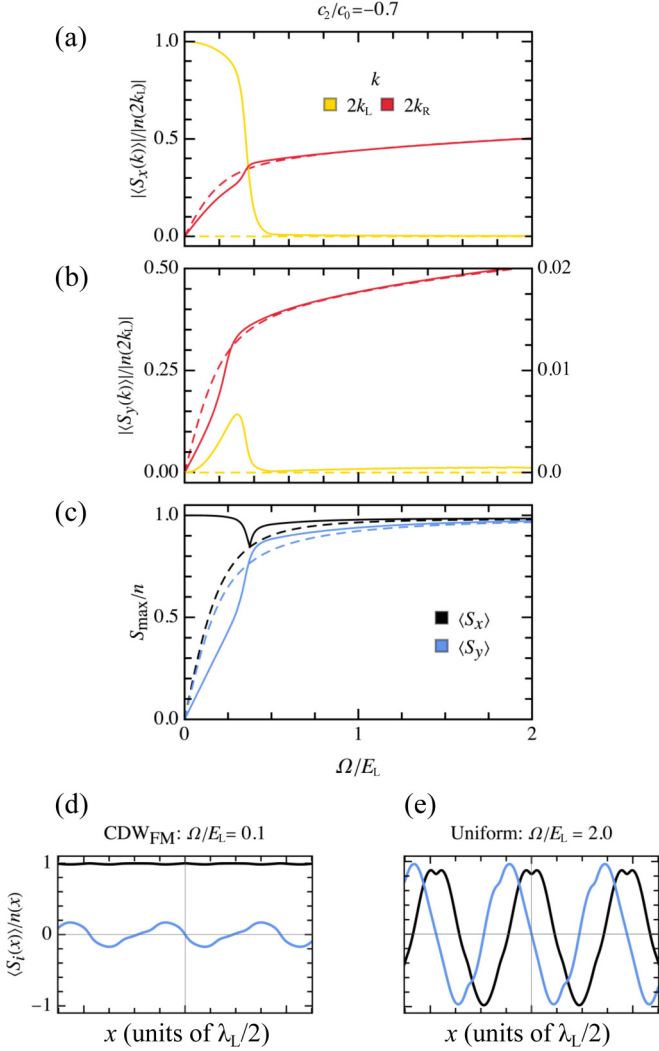 c₂/c₀=−0.7
(a)
1.0
0.5
0.0
|⟨Sₓ(k)⟩|/|n(2k_L)|
k
2k_L 2k_R
(b)
0.50
0.25
0.00
0.02
0.01
0.0
|⟨S_y(k)⟩|/|n(2k_L)|
(c)
1.0
0.5
0.0
S_max/n
⟨Sₓ⟩
⟨S_y⟩
0 1 2
Ω/E_L
(d) (e)
CDW_FM: Ω/E_L= 0.1 Uniform: Ω/E_L = 2.0
1
0
−1
⟨S_i(x)⟩/n(x)
x (units of λ_L/2) x (units of λ_L/2)